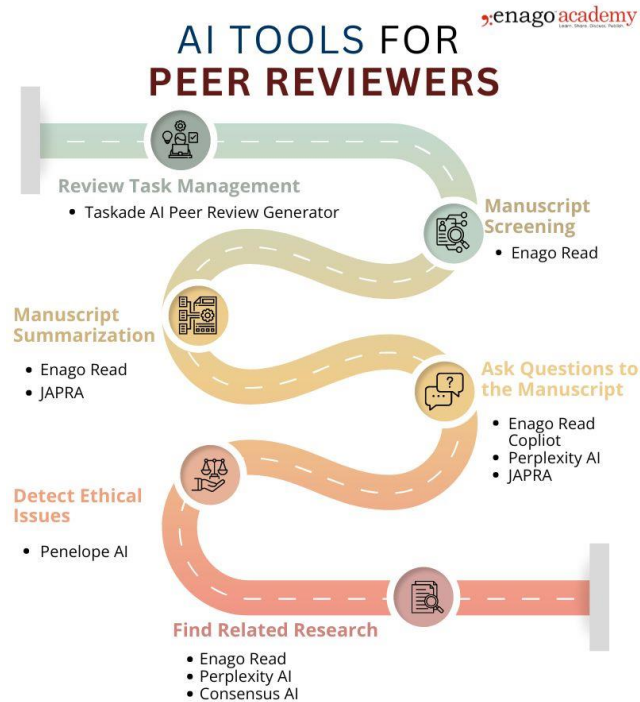 enago academy
Learn. Share. Discuss. Publish.
AI TOOLS FOR
PEER REVIEWERS
Review Task Management
• Taskade AI Peer Review Generator
Manuscript
Screening
• Enago Read
Manuscript
Summarization
• Enago Read
• JAPRA
Ask Questions to
the Manuscript
• Enago Read
Copliot
• Perplexity AI
• JAPRA
Detect Ethical
Issues
• Penelope AI
Find Related Research
• Enago Read
• Perplexity AI
• Consensus AI